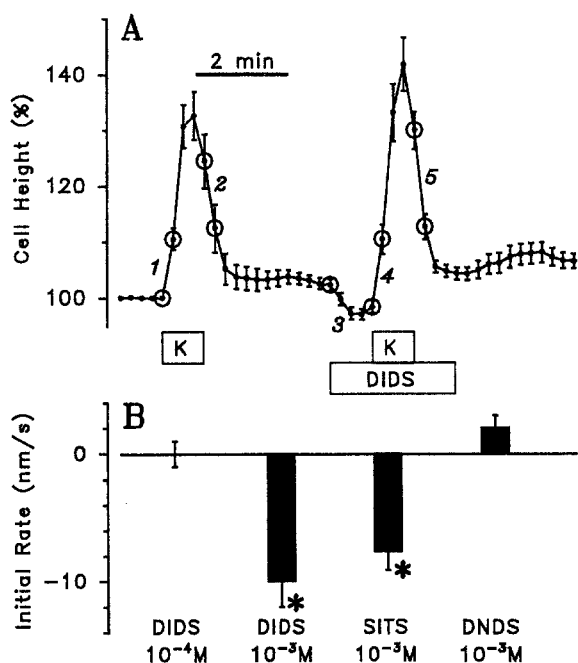 A
2 min
140
120
100
Cell Height (%)
1
2
3
4
5
K
K
DIDS
B
0
-10
Initial Rate (nm/s)
*
*
DIDS DIDS SITS DNDS
10⁻⁴M 10⁻³M 10⁻³M 10⁻³M